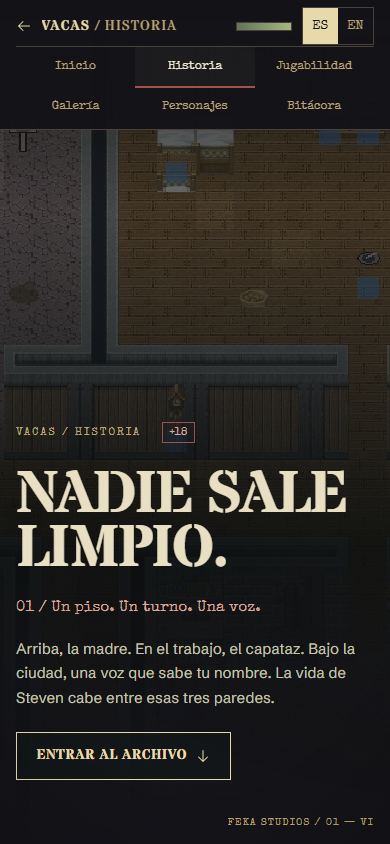 ← VACAS / HISTORIA
ES EN
Inicio Historia Jugabilidad
Galería Personajes Bitácora
VACAS / HISTORIA +18
NADIE SALE
LIMPIO.
01 / Un piso. Un turno. Una voz.
Arriba, la madre. En el trabajo, el capataz. Bajo la
ciudad, una voz que sabe tu nombre. La vida de
Steven cabe entre esas tres paredes.
ENTRAR AL ARCHIVO ↓
FEKA STUDIOS / 01 — VI